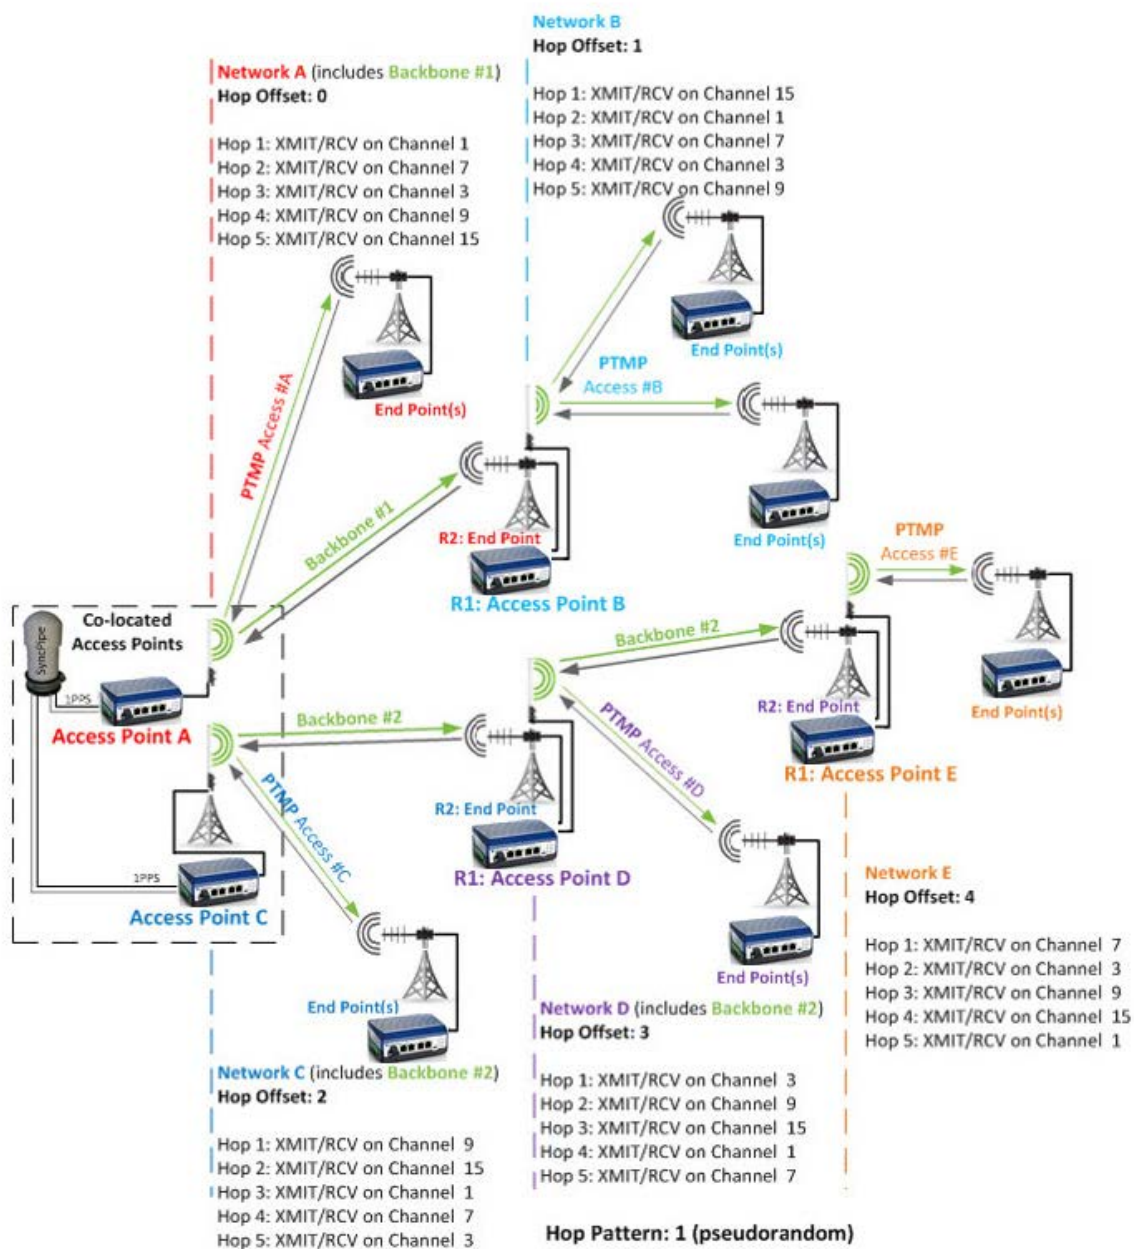 Network B
Hop Offset: 1
Hop 1: XMIT/RCV on Channel 15
Hop 2: XMIT/RCV on Channel 1
Hop 3: XMIT/RCV on Channel 7
Hop 4: XMIT/RCV on Channel 3
Hop 5: XMIT/RCV on Channel 9
Network A (includes Backbone #1)
Hop Offset: 0
Hop 1: XMIT/RCV on Channel 1
Hop 2: XMIT/RCV on Channel 7
Hop 3: XMIT/RCV on Channel 3
Hop 4: XMIT/RCV on Channel 9
Hop 5: XMIT/RCV on Channel 15
End Point(s)
PTMP
Access #B
PTMP Access #A
End Point(s)
Backbone #1
R2: End Point
R1: Access Point B
End Point(s)
PTMP
Access #E
Co-located
Access Points
SyncPipe
1PPS
Access Point A
Backbone #2
R2: End Point
R1: Access Point E
End Point(s)
Backbone #2
PTMP Access #D
PTMP Access #C
R2: End Point
R1: Access Point D
1PPS
Access Point C
End Point(s)
End Point(s)
Network E
Hop Offset: 4
Hop 1: XMIT/RCV on Channel 7
Hop 2: XMIT/RCV on Channel 3
Hop 3: XMIT/RCV on Channel 9
Hop 4: XMIT/RCV on Channel 15
Hop 5: XMIT/RCV on Channel 1
Network D (includes Backbone #2)
Hop Offset: 3
Hop 1: XMIT/RCV on Channel 3
Hop 2: XMIT/RCV on Channel 9
Hop 3: XMIT/RCV on Channel 15
Hop 4: XMIT/RCV on Channel 1
Hop 5: XMIT/RCV on Channel 7
Network C (includes Backbone #2)
Hop Offset: 2
Hop 1: XMIT/RCV on Channel 9
Hop 2: XMIT/RCV on Channel 15
Hop 3: XMIT/RCV on Channel 1
Hop 4: XMIT/RCV on Channel 7
Hop 5: XMIT/RCV on Channel 3
Hop Pattern: 1 (pseudorandom)